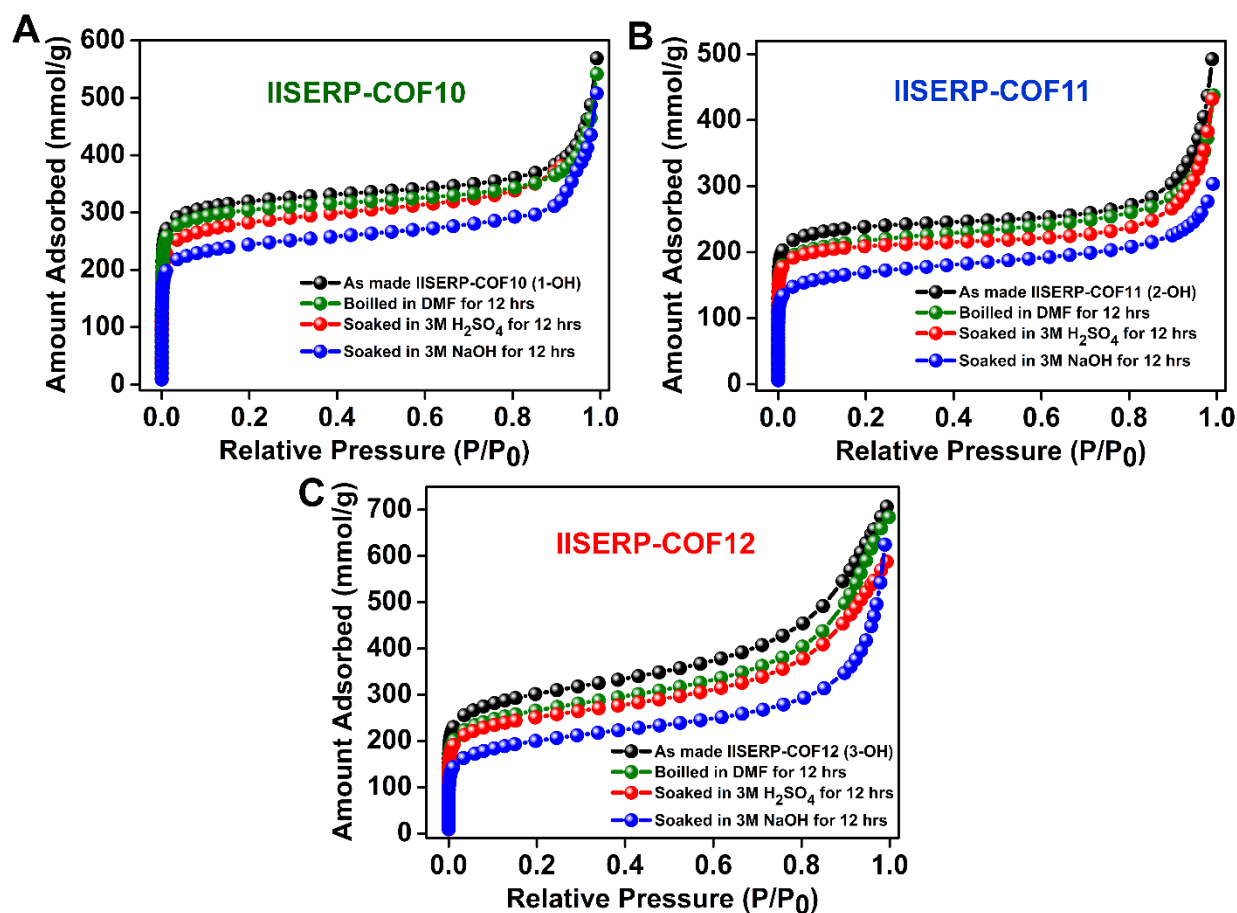 A
Amount Adsorbed (mmol/g)
600
500
400
300
200
100
0
IISERP-COF10
As made IISERP-COF10 (1-OH)
Boilled in DMF for 12 hrs
Soaked in 3M H2SO4 for 12 hrs
Soaked in 3M NaOH for 12 hrs
0.0 0.2 0.4 0.6 0.8 1.0
Relative Pressure (P/P0)
B
Amount Adsorbed (mmol/g)
500
400
300
200
100
0
IISERP-COF11
As made IISERP-COF11 (2-OH)
Boilled in DMF for 12 hrs
Soaked in 3M H2SO4 for 12 hrs
Soaked in 3M NaOH for 12 hrs
0.0 0.2 0.4 0.6 0.8 1.0
Relative Pressure (P/P0)
C
Amount Adsorbed (mmol/g)
700
600
500
400
300
200
100
0
IISERP-COF12
As made IISERP-COF12 (3-OH)
Boilled in DMF for 12 hrs
Soaked in 3M H2SO4 for 12 hrs
Soaked in 3M NaOH for 12 hrs
0.0 0.2 0.4 0.6 0.8 1.0
Relative Pressure (P/P0)